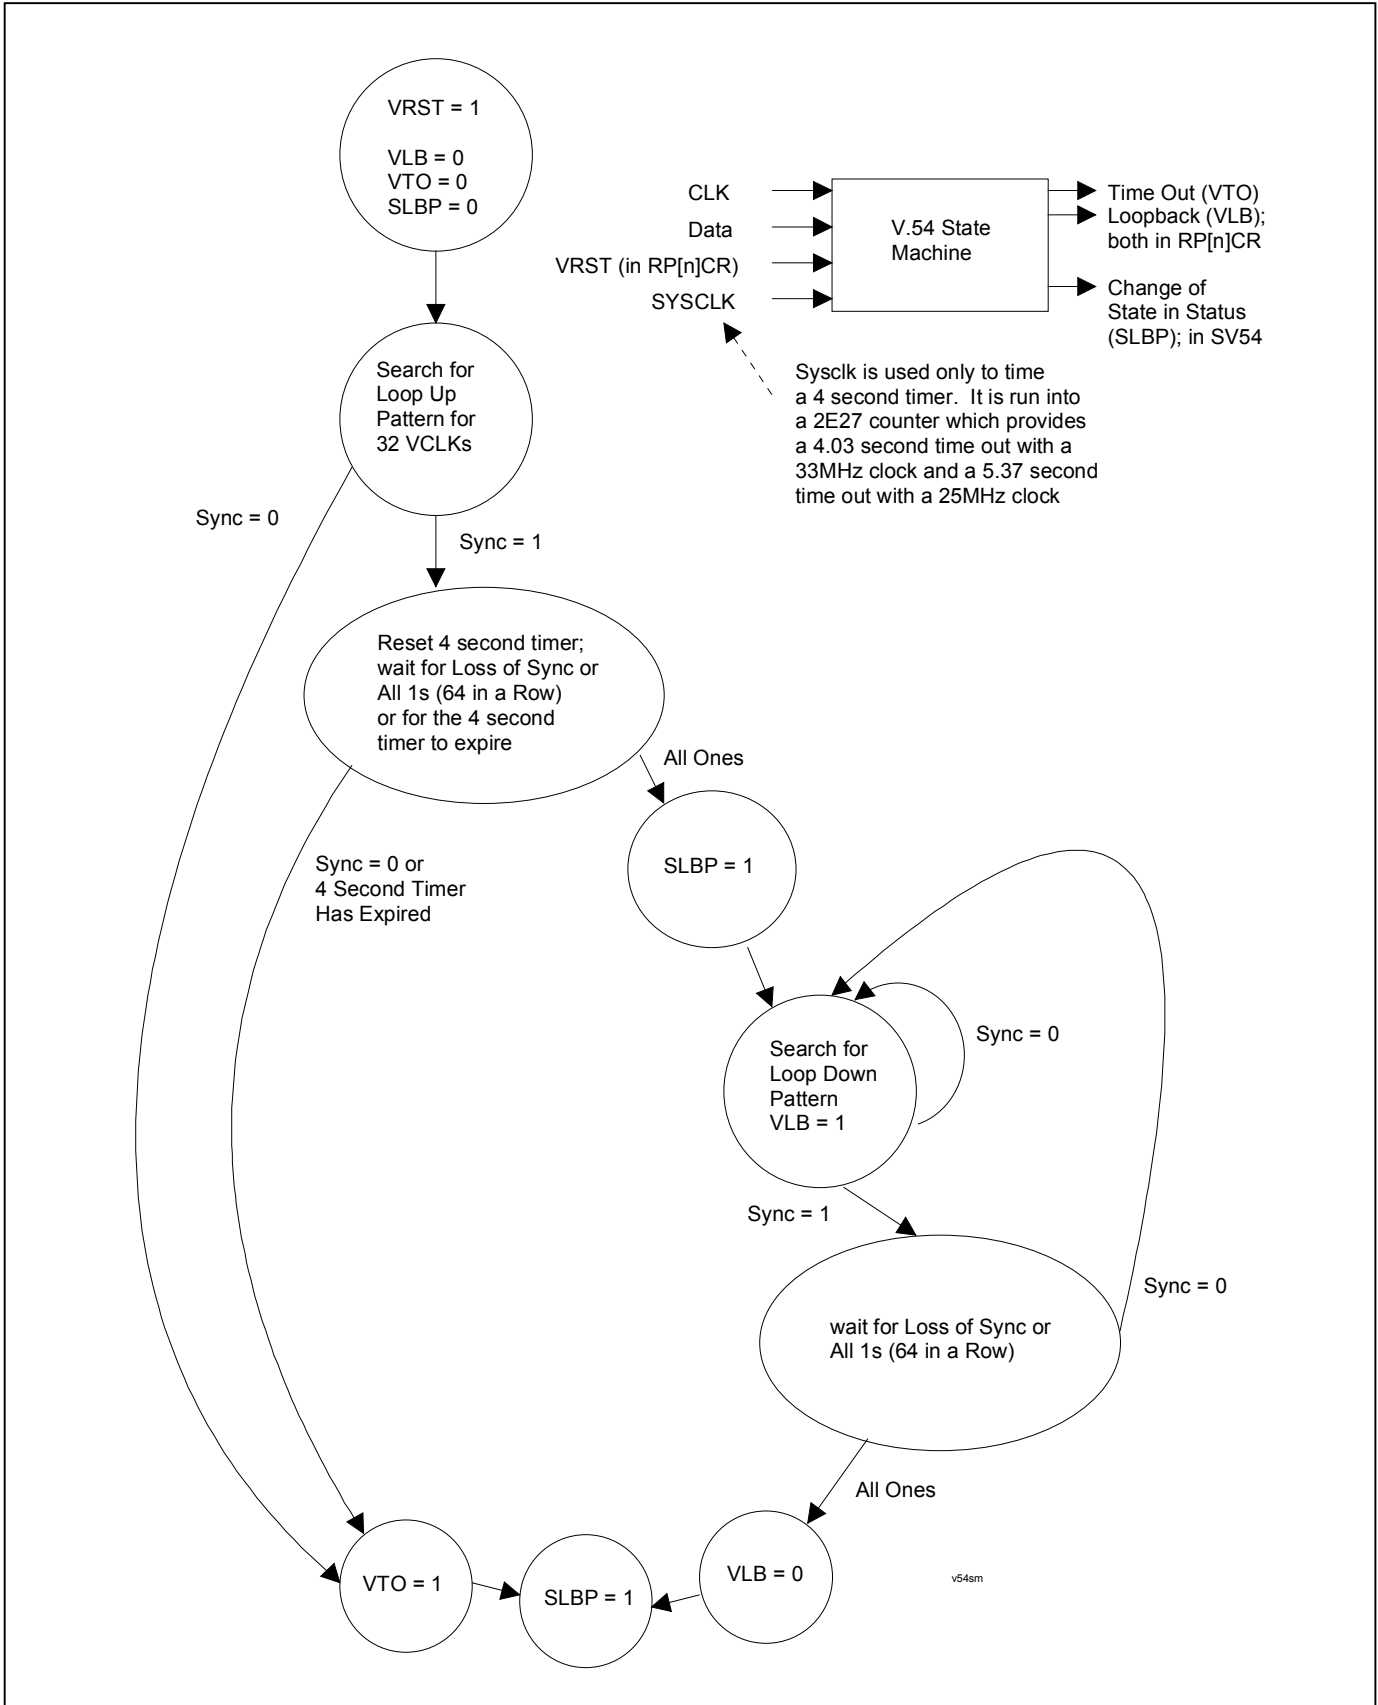 VRST = 1
VLB = 0
VTO = 0
SLBP = 0
CLK
Data
VRST (in RP[n]CR)
SYSCLK
V.54 State
Machine
Time Out (VTO)
Loopback (VLB);
both in RP[n]CR
Change of
State in Status
(SLBP); in SV54
Sysclk is used only to time
a 4 second timer.  It is run into
a 2E27 counter which provides
a 4.03 second time out with a
33MHz clock and a 5.37 second
time out with a 25MHz clock
Search for
Loop Up
Pattern for
32 VCLKs
Sync = 0
Sync = 1
Reset 4 second timer;
wait for Loss of Sync or
All 1s (64 in a Row)
or for the 4 second
timer to expire
All Ones
Sync = 0 or
4 Second Timer
Has Expired
SLBP = 1
Search for
Loop Down
Pattern
VLB = 1
Sync = 0
Sync = 1
wait for Loss of Sync or
All 1s (64 in a Row)
Sync = 0
All Ones
VTO = 1
SLBP = 1
VLB = 0
v54sm